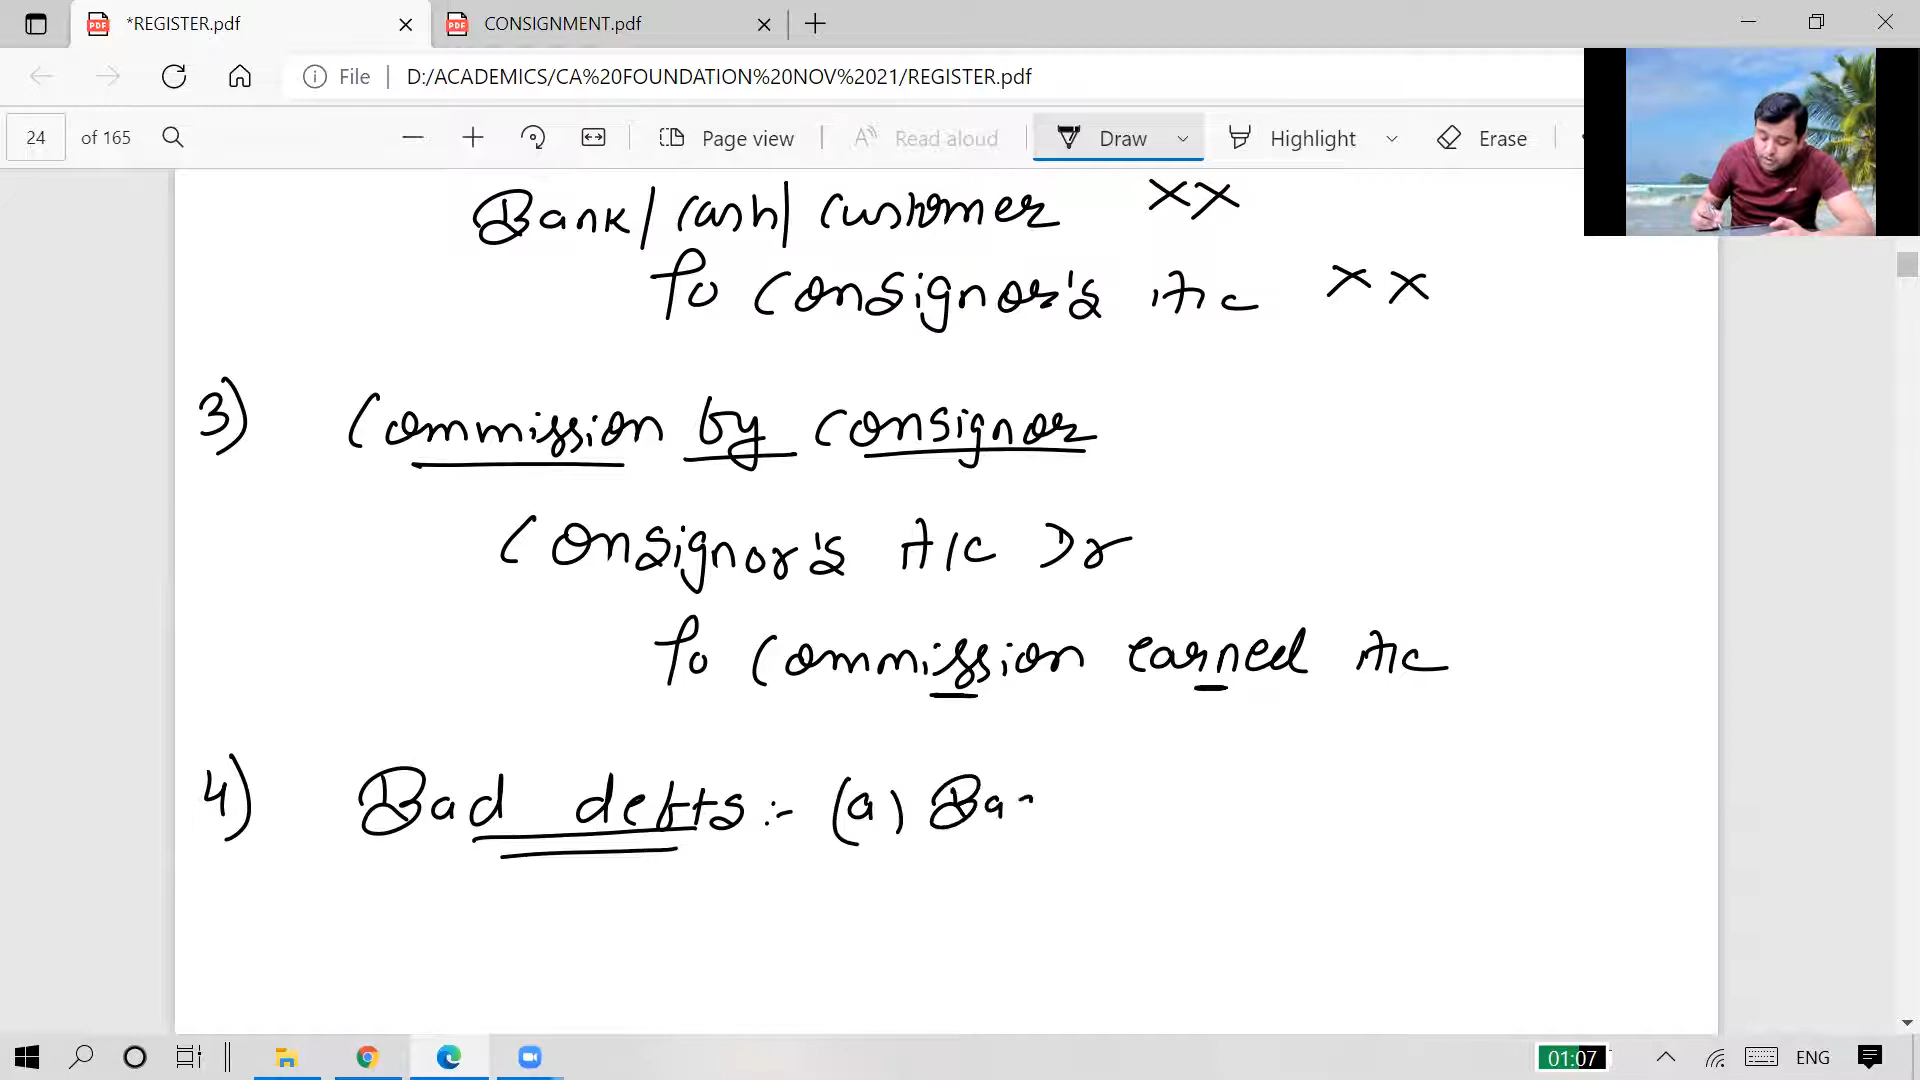 *REGISTER.pdf
CONSIGNMENT.pdf
File D:/ACADEMICS/CA%20FOUNDATION%20NOV%2021/REGISTER.pdf
24 of 165 Page view Read aloud Draw Highlight Erase
Bank/cash/customer XX
To Consignor's A/c XX
3) Commission by consignor
Consignor's A/C Dr
To Commission earned A/c
4) Bad debts :- (a) Ba
01:07 ENG